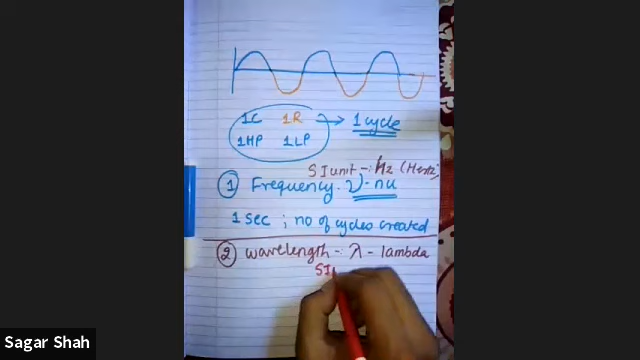 1C 1R → 1 cycle
1HP 1LP
SI unit -: Hz (Hertz)
① Frequency. ν - nu
1 sec ; no of cycles created
② wavelength -: λ - lambda
SI
Sagar Shah